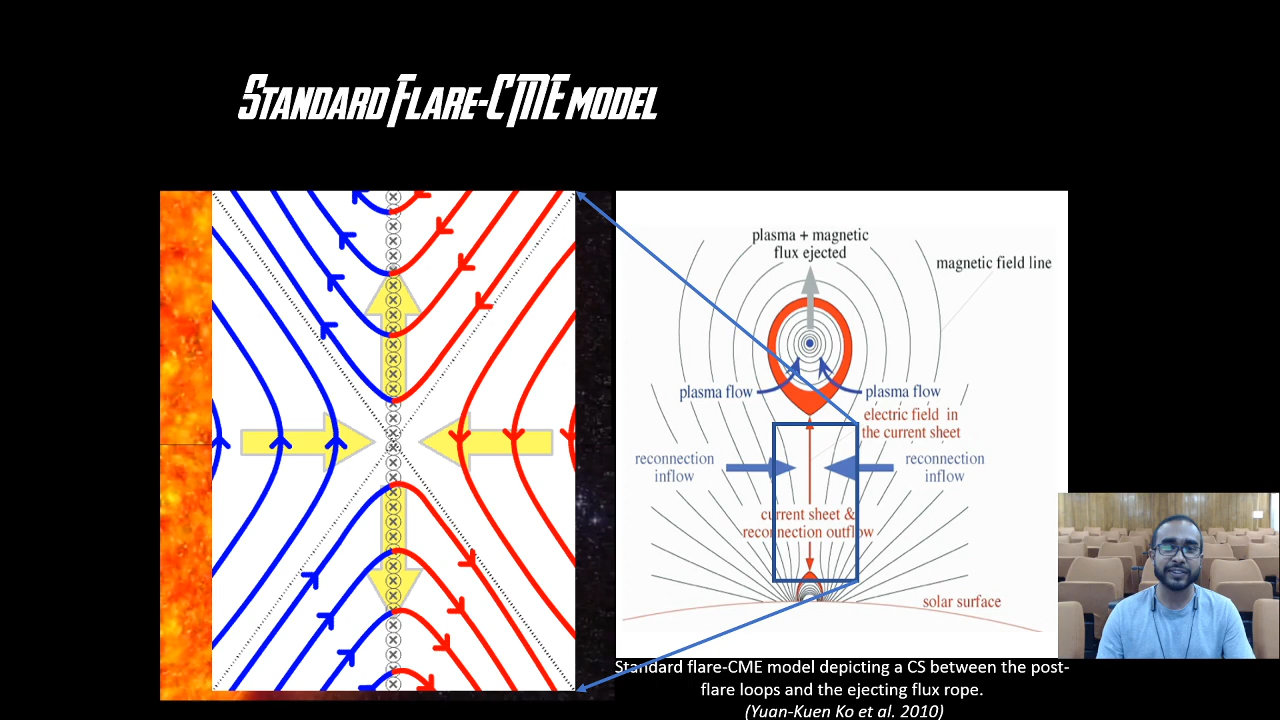 STANDARD FLARE-CME MODEL
plasma + magnetic
flux ejected
magnetic field line
plasma flow
plasma flow
electric field in
the current sheet
reconnection
inflow
reconnection
inflow
current sheet &
reconnection outflow
solar surface
Standard flare-CME model depicting a CS between the post-
flare loops and the ejecting flux rope.
(Yuan-Kuen Ko et al. 2010)